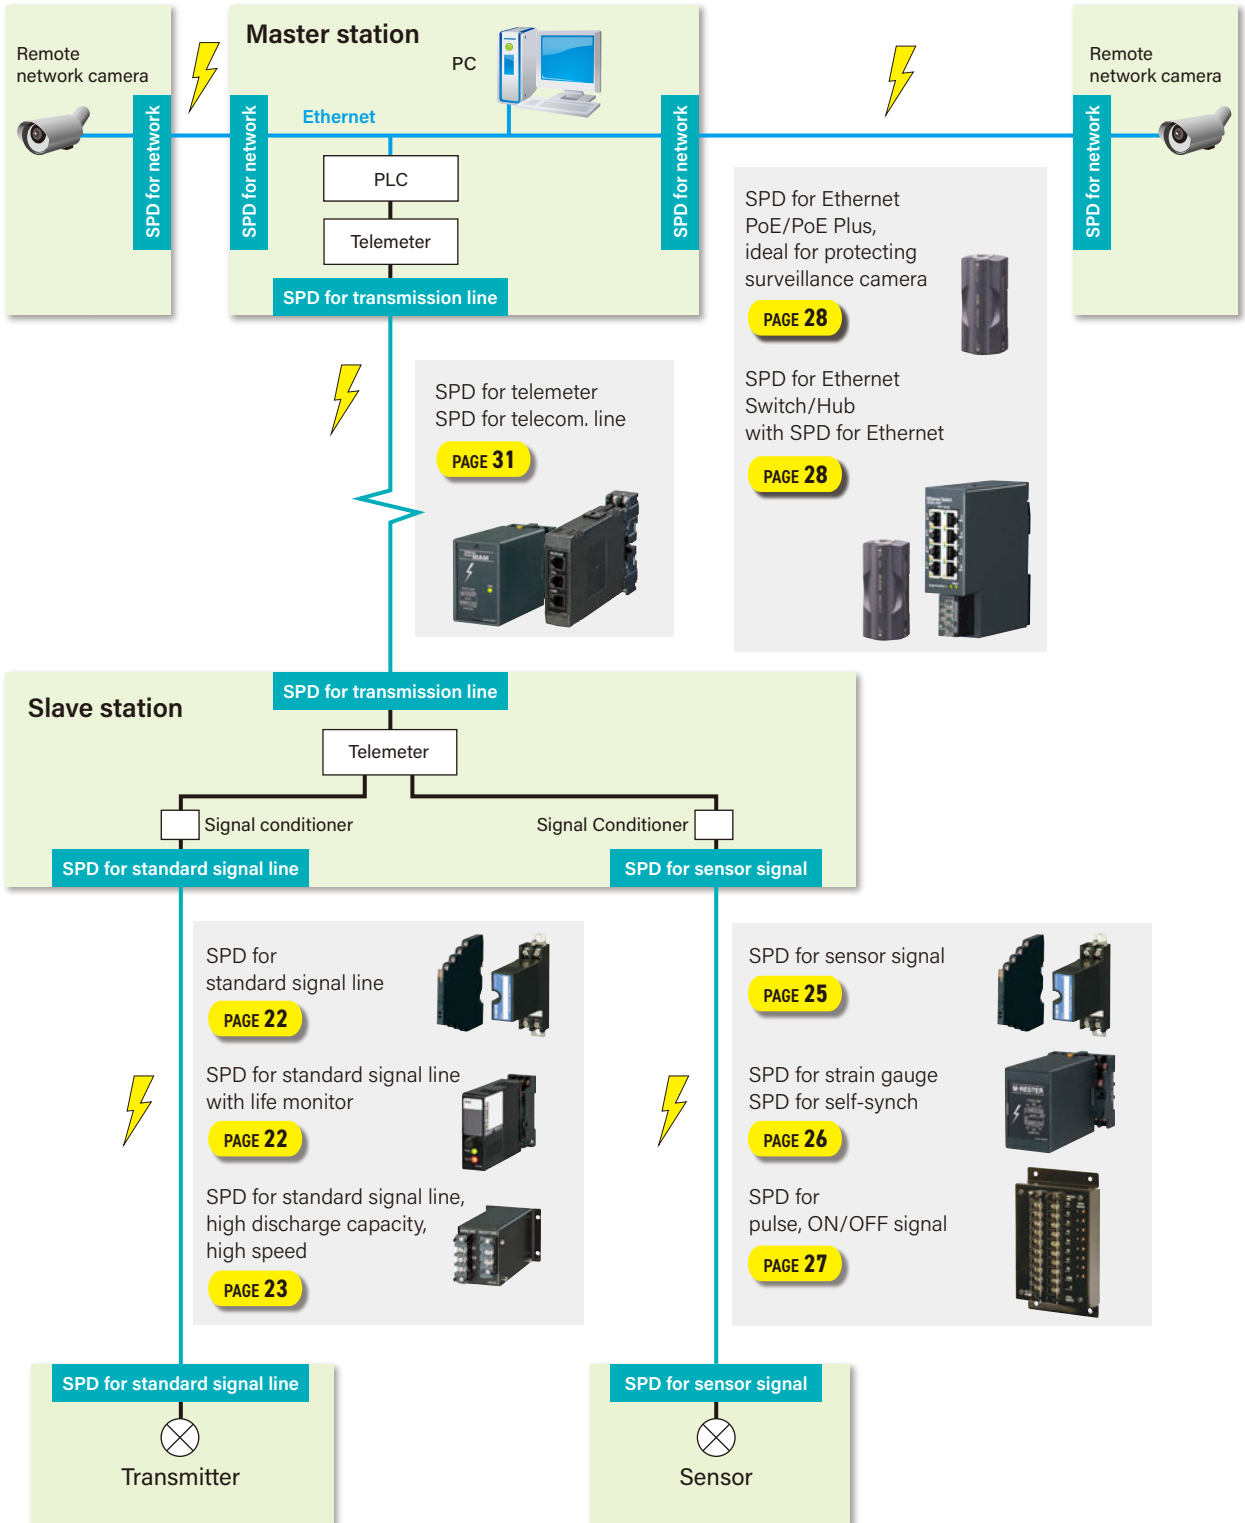 Remote
network camera
SPD for network
Master station
SPD for network
PC
Ethernet
PLC
Telemeter
SPD for transmission line
SPD for network
Remote
network camera
SPD for network
SPD for Ethernet
PoE/PoE Plus,
ideal for protecting
surveillance camera
PAGE 28
SPD for Ethernet
Switch/Hub
with SPD for Ethernet
PAGE 28
SPD for telemeter
SPD for telecom. line
PAGE 31
MAM
SPD for transmission line
Slave station
Telemeter
Signal conditioner
Signal Conditioner
SPD for standard signal line
SPD for sensor signal
SPD for
standard signal line
PAGE 22
SPD for standard signal line
with life monitor
PAGE 22
SPD for standard signal line,
high discharge capacity,
high speed
PAGE 23
SPD for sensor signal
PAGE 25
SPD for strain gauge
SPD for self-synch
PAGE 26
M-RESTER
SPD for
pulse, ON/OFF signal
PAGE 27
SPD for standard signal line
Transmitter
SPD for sensor signal
Sensor